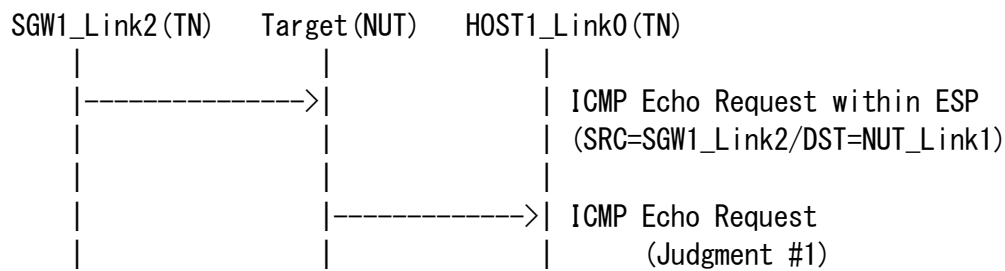 SGW1_Link2(TN) Target(NUT) HOST1_Link0(TN)
| | |
|--------------->| | ICMP Echo Request within ESP
| | | (SRC=SGW1_Link2/DST=NUT_Link1)
| | |
| |------------->| ICMP Echo Request
| | | (Judgment #1)